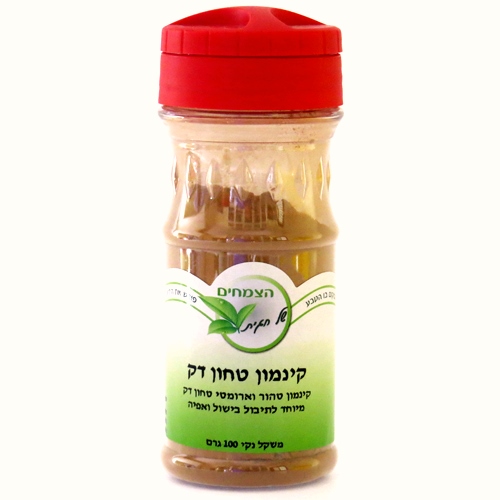 הצמחים
של חגית
קינמון טחון דק
קינמון טהור וארומטי טחון דק
מיוחד לתיבול בישול ואפיה
משקל נקי 100 גרם